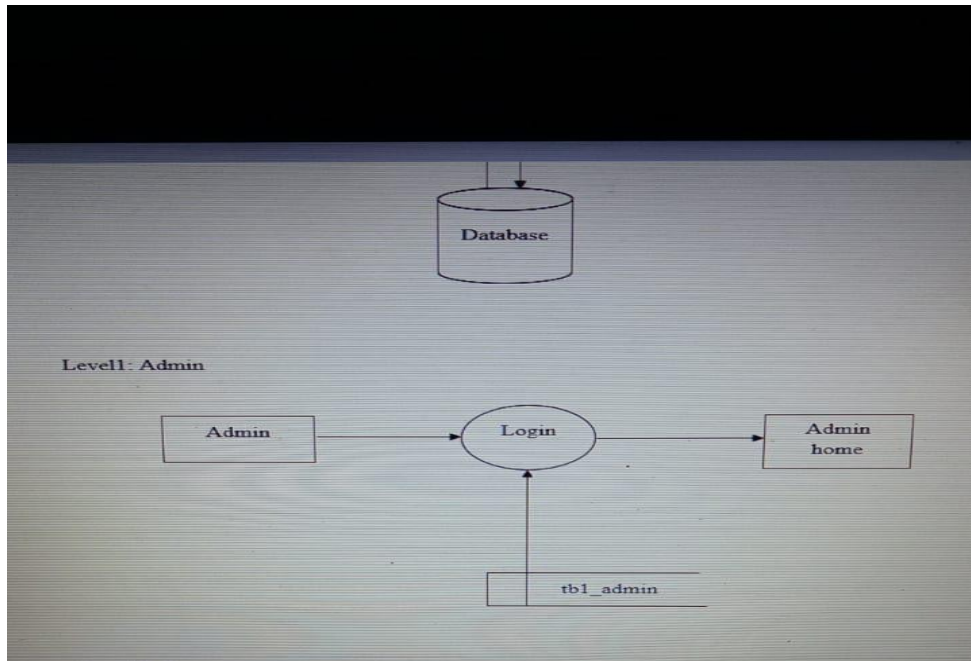 Database
Level1: Admin
Admin
Login
Admin
home
tb1_admin